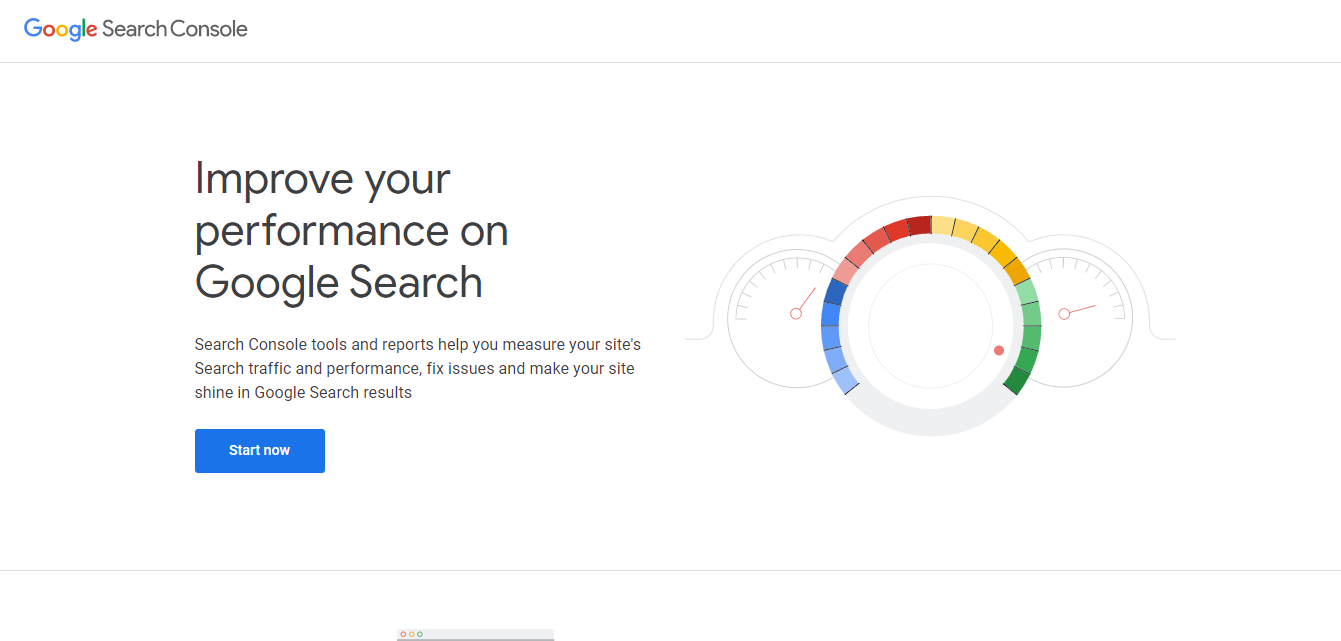 Google Search Console
Improve your
performance on
Google Search
Search Console tools and reports help you measure your site's
Search traffic and performance, fix issues and make your site
shine in Google Search results
Start now